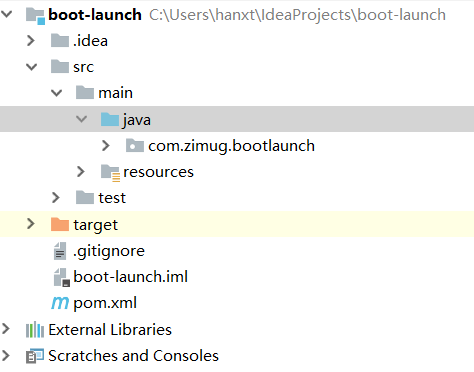 boot-launch C:\Users\hanxt\IdeaProjects\boot-launch
.idea
src
main
java
com.zimug.bootlaunch
resources
test
target
.gitignore
boot-launch.iml
pom.xml
External Libraries
Scratches and Consoles